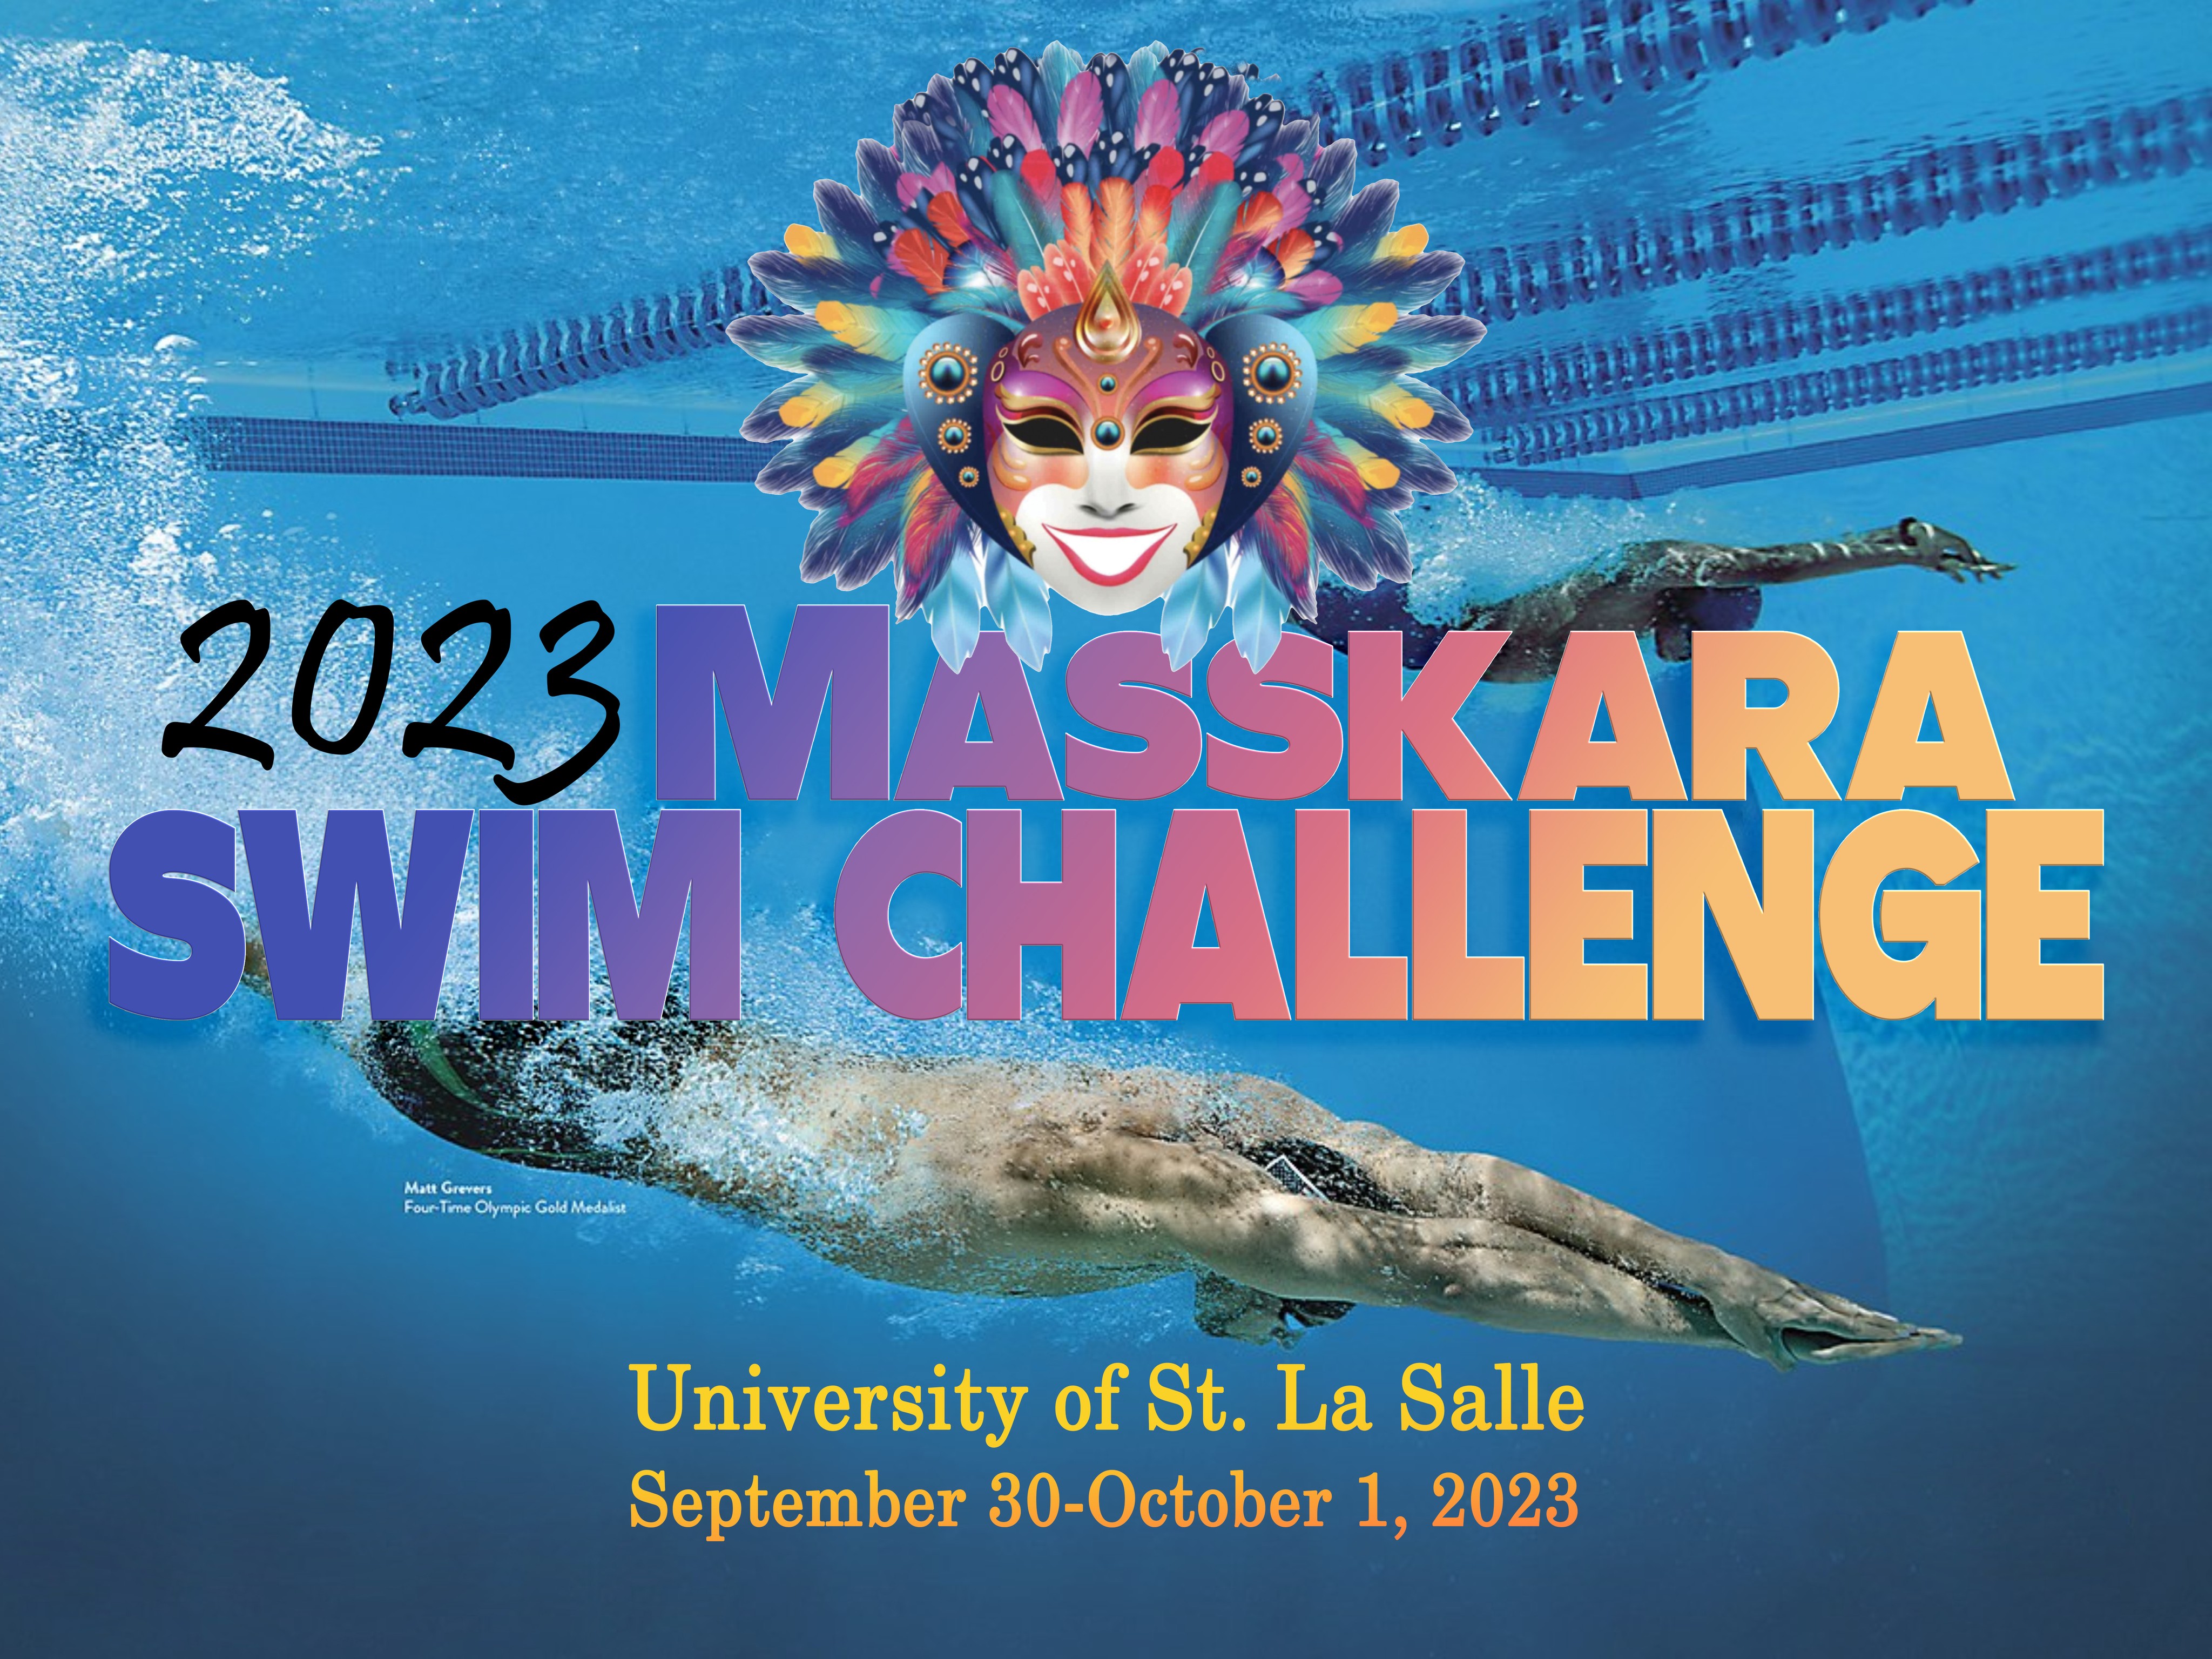 2023 MASSKARA
SWIM CHALLENGE
Matt Grevers
Four-Time Olympic Gold Medalist
University of St. La Salle
September 30-October 1, 2023